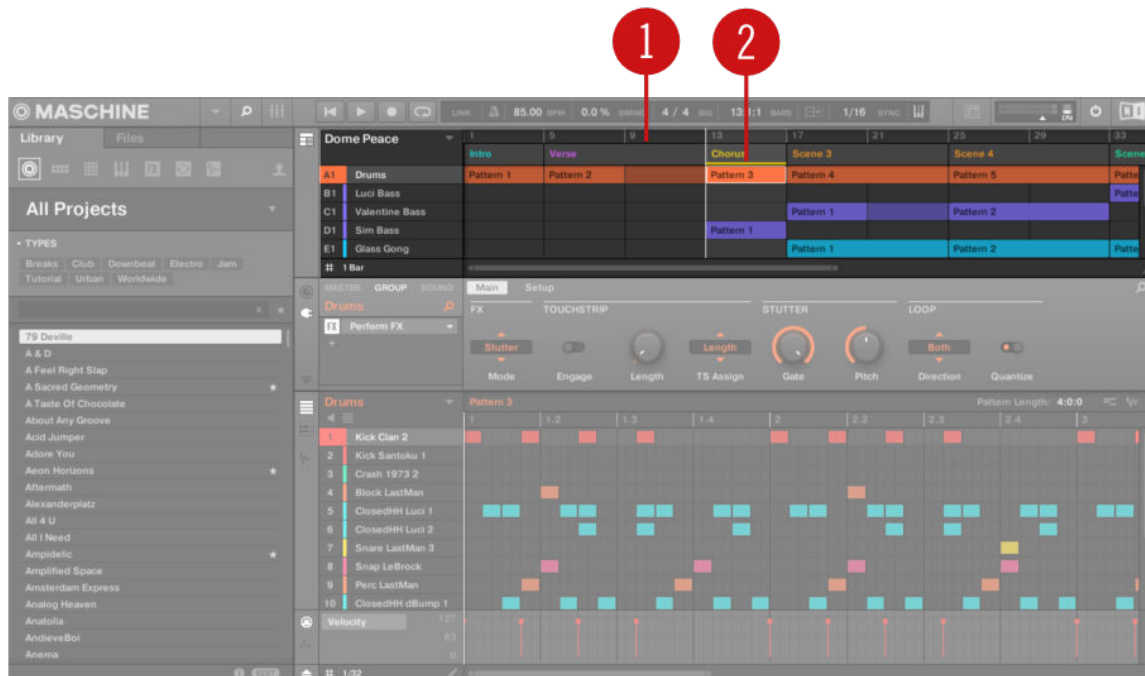 1 2
MASCHINE LINK 85.00 BPM 0.0 % SWING 4 / 4 SIG 13:1:1 BARS 1/16 SYNC CPU
Library Files
Dome Peace 1 5 9 13 17 21 25 29 33
Intro Verse Chorus Scene 3 Scene 4 Scene
A1 Drums Pattern 1 Pattern 2 Pattern 3 Pattern 4 Pattern 5 Patte
B1 Luci Bass Patte
C1 Valentine Bass Pattern 1 Pattern 2
D1 Sim Bass Pattern 1
E1 Glass Gong Pattern 1 Pattern 2 Patte
# 1 Bar
All Projects
TYPES
Breaks Club Downbeat Electro Jam
Tutorial Urban Worldwide
79 Deville
A & D
A Feel Right Slap
A Sacred Geometry
A Taste Of Chocolate
About Any Groove
Acid Jumper
Adore You
Aeon Horizons
Aftermath
Alexanderplatz
All 4 U
All I Need
Ampidelic
Amplified Space
Amsterdam Express
Analog Heaven
Anatolia
AndieveBoi
Anema
EDIT
MASTER GROUP SOUND Main Setup
Drums FX TOUCHSTRIP STUTTER LOOP
FX Perform FX
+
Stutter Length Both
Mode Engage Length TS Assign Gate Pitch Direction Quantize
Drums Pattern 3 Pattern Length: 4:0:0
1 1.2 1.3 1.4 2 2.2 2.3 2.4 3
1 Kick Clan 2
2 Kick Santoku 1
3 Crash 1973 2
4 Block LastMan
5 ClosedHH Luci 1
6 ClosedHH Luci 2
7 Snare LastMan 3
8 Snap LeBrock
9 Perc LastMan
10 ClosedHH dBump 1
Velocity 127
63
0
# 1/32